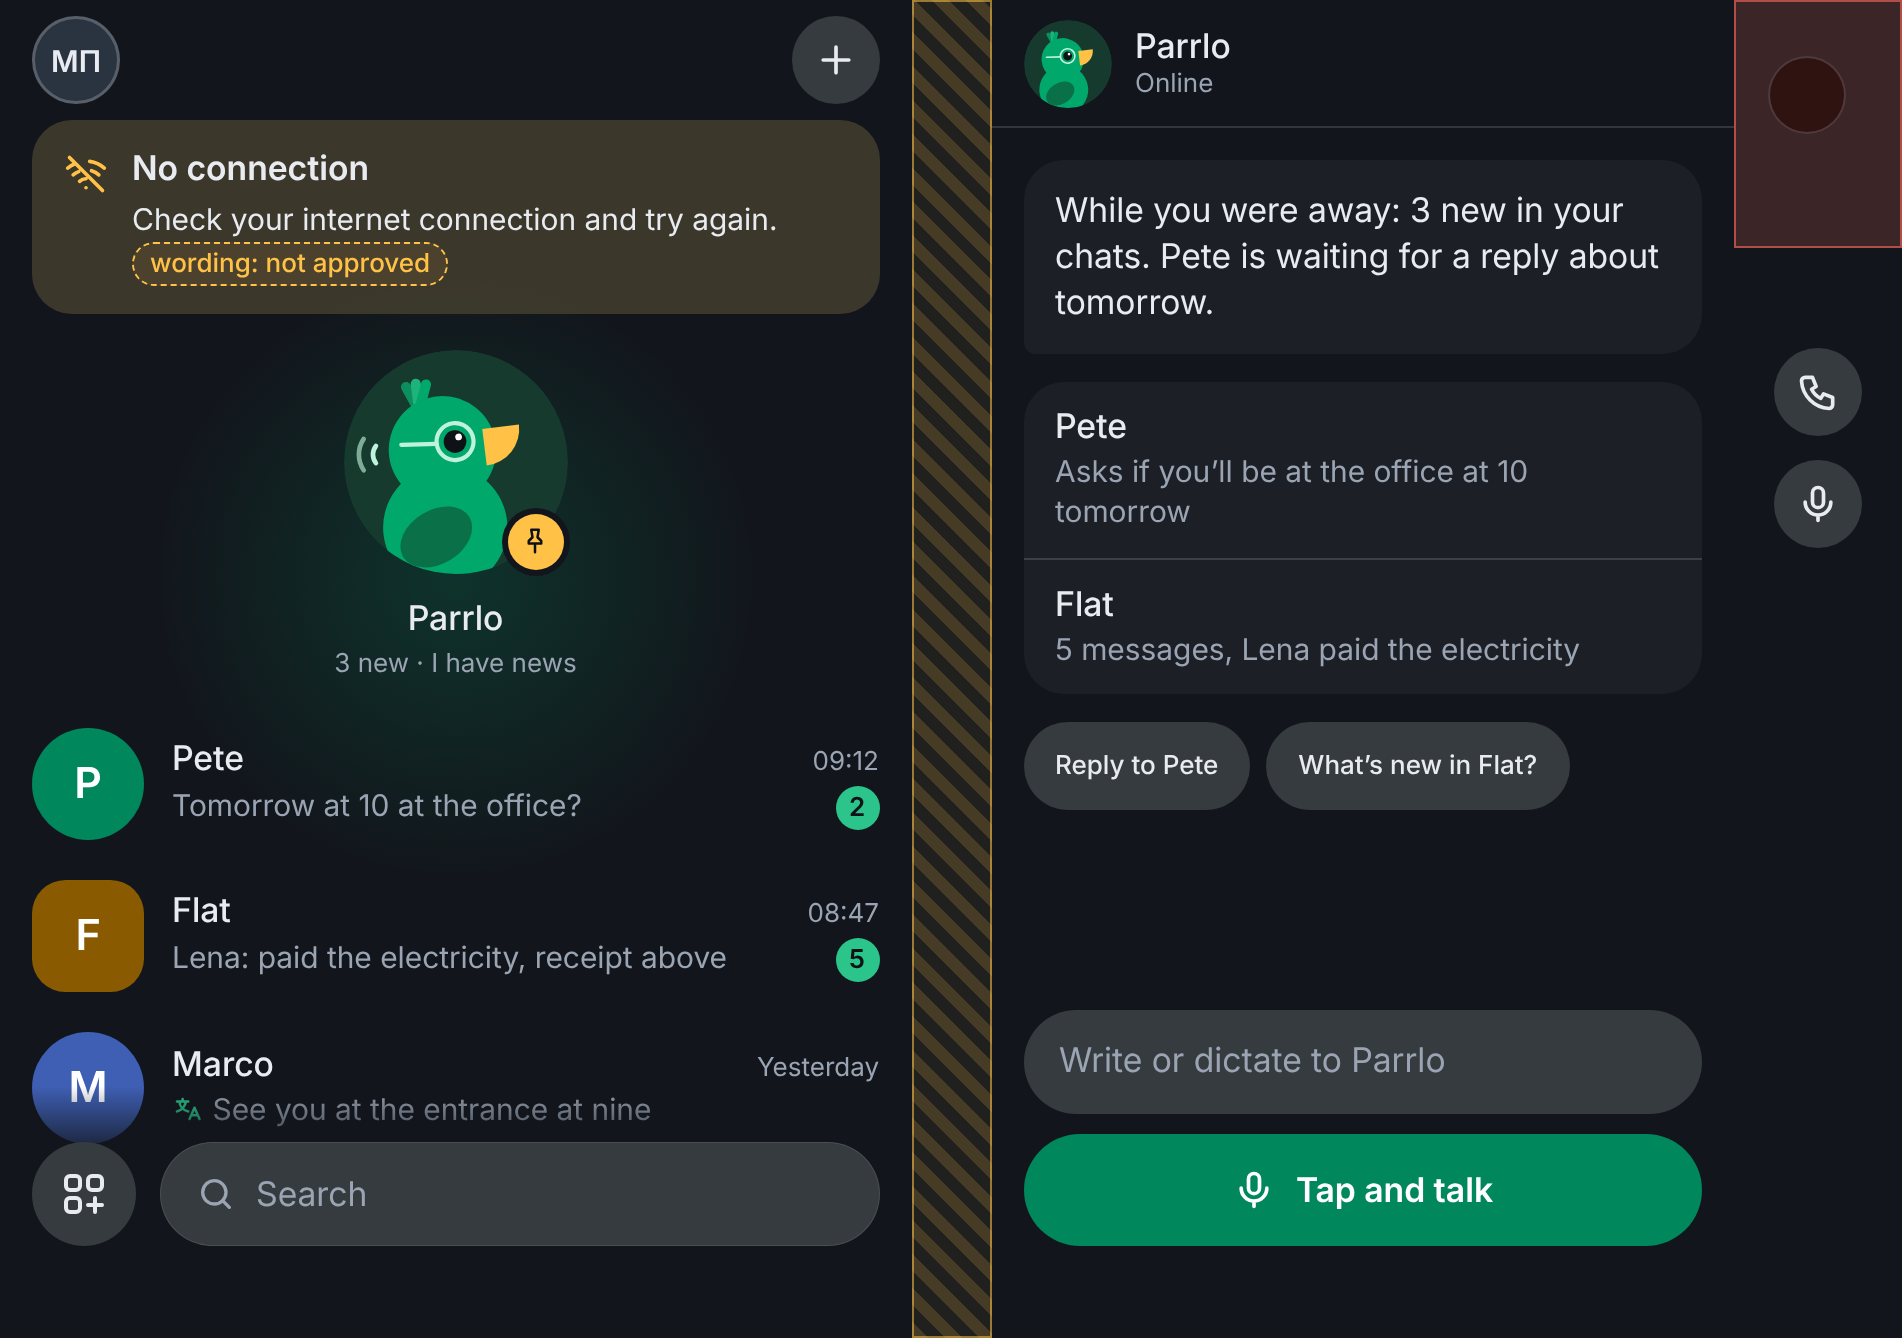 МП
No connection
Check your internet connection and try again.
wording: not approved
Parrlo
3 new · I have news
P
Pete
09:12
Tomorrow at 10 at the office?
2
F
Flat
08:47
Lena: paid the electricity, receipt above
5
M
Marco
Yesterday
See you at the entrance at nine
Search
Parrlo
Online
While you were away: 3 new in your
chats. Pete is waiting for a reply about
tomorrow.
Pete
Asks if you’ll be at the office at 10
tomorrow
Flat
5 messages, Lena paid the electricity
Reply to Pete
What’s new in Flat?
Write or dictate to Parrlo
Tap and talk